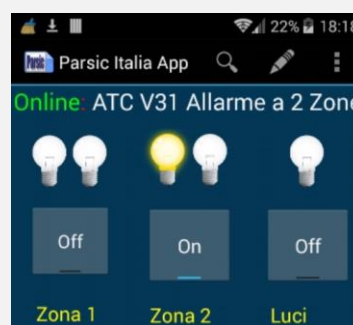 22% 18:18
Parsic Parsic Italia App
Online: ATC V31 Allarme a 2 Zone
Off On Off
Zona 1 Zona 2 Luci